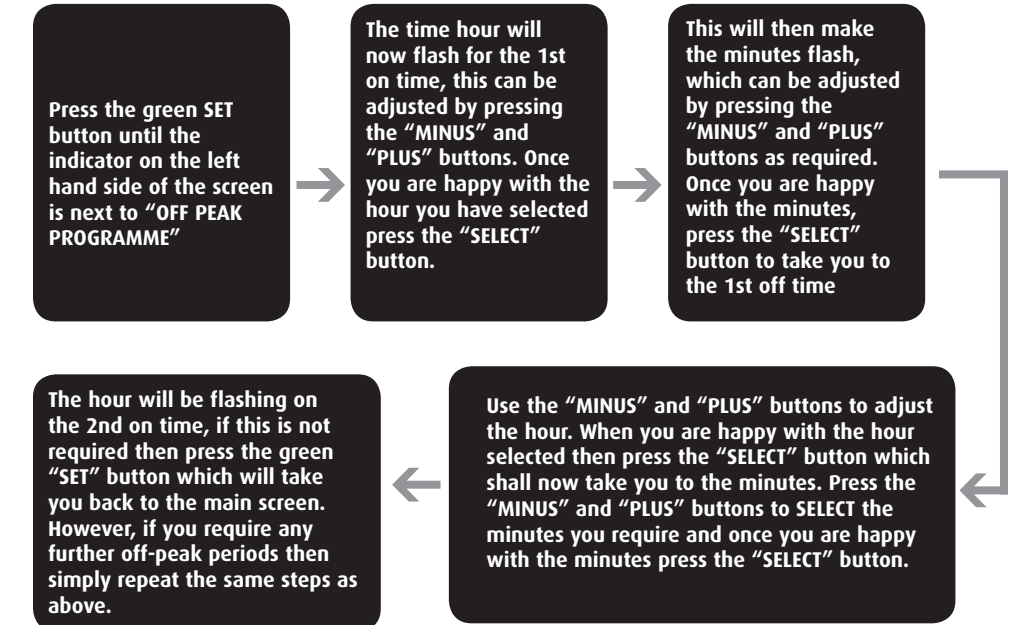 Press the green SET
button until the
indicator on the left
hand side of the screen
is next to “OFF PEAK
PROGRAMME”
The time hour will
now flash for the 1st
on time, this can be
adjusted by pressing
the “MINUS” and
“PLUS” buttons. Once
you are happy with the
hour you have selected
press the “SELECT”
button.
This will then make
the minutes flash,
which can be adjusted
by pressing the
“MINUS” and “PLUS”
buttons as required.
Once you are happy
with the minutes,
press the “SELECT”
button to take you to
the 1st off time
Use the “MINUS” and “PLUS” buttons to adjust
the hour. When you are happy with the hour
selected then press the “SELECT” button which
shall now take you to the minutes. Press the
“MINUS” and “PLUS” buttons to SELECT the
minutes you require and once you are happy
with the minutes press the “SELECT” button.
The hour will be flashing on
the 2nd on time, if this is not
required then press the green
“SET” button which will take
you back to the main screen.
However, if you require any
further off-peak periods then
simply repeat the same steps as
above.